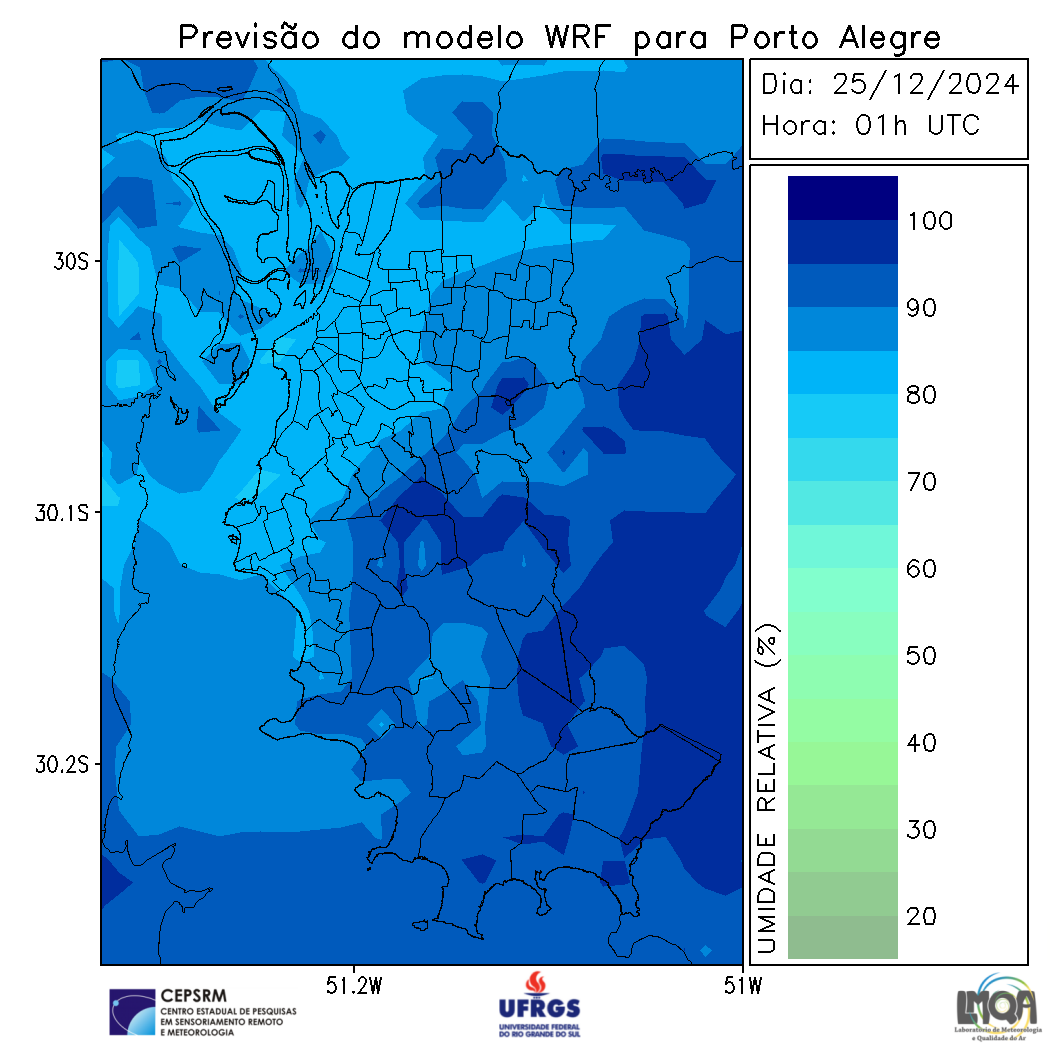 Previsão do modelo WRF para Porto Alegre
Dia: 25/12/2024
Hora: 01h UTC
30S
30.1S
30.2S
51.2W
51W
UMIDADE RELATIVA (%)
100
90
80
70
60
50
40
30
20
CEPSRM
CENTRO ESTADUAL DE PESQUISAS
EM SENSORIAMENTO REMOTO
E METEOROLOGIA
UFRGS
UNIVERSIDADE FEDERAL
DO RIO GRANDE DO SUL
LMQA
Laboratório de Meteorologia
e Qualidade do Ar